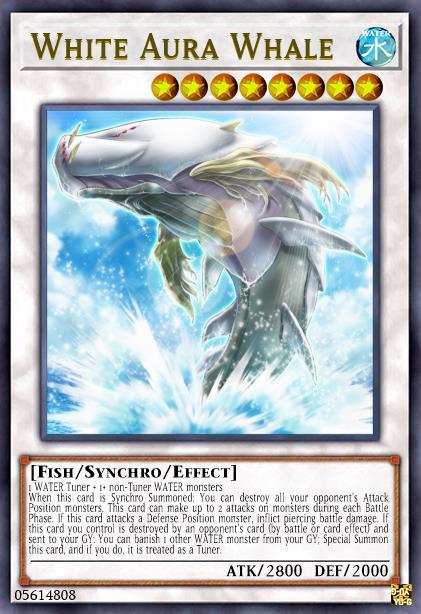 WHITE AURA WHALE
WATER
水
[FISH/SYNCHRO/EFFECT]
1 WATER Tuner + 1+ non-Tuner WATER monsters
When this card is Synchro Summoned: You can destroy all your opponent's Attack
Position monsters. This card can make up to 2 attacks on monsters during each Battle
Phase. If this card attacks a Defense Position monster, inflict piercing battle damage. If
this card you control is destroyed by an opponent's card (by battle or card effect) and
sent to your GY: You can banish 1 other WATER monster from your GY; Special Summon
this card, and if you do, it is treated as a Tuner.
ATK/2800 DEF/2000
05614808